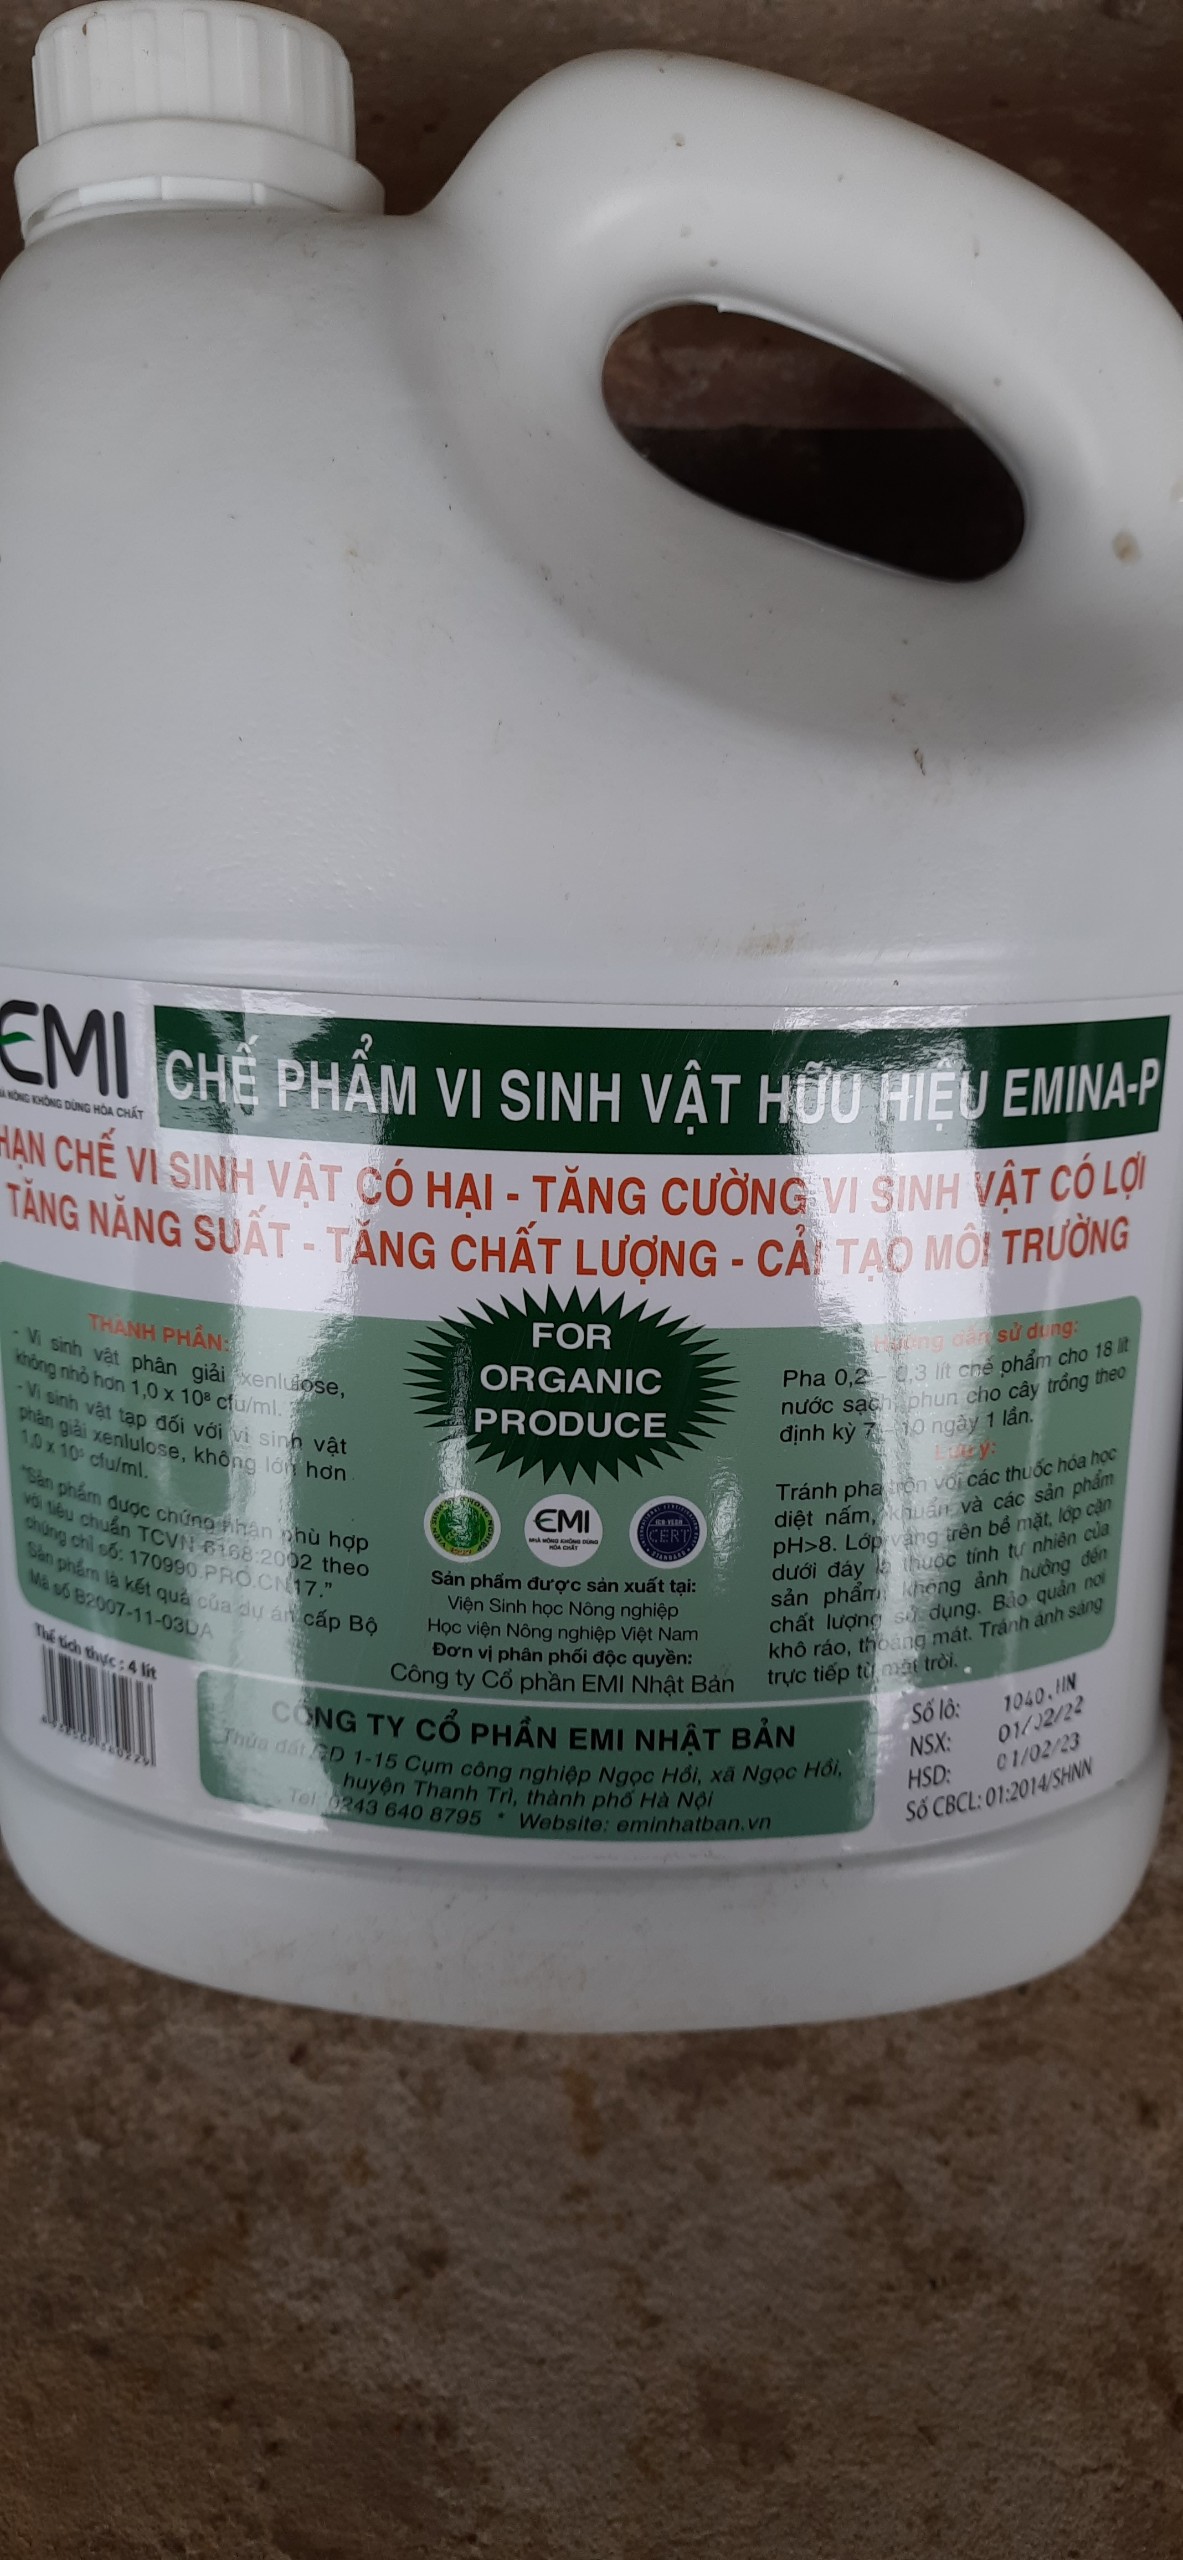 EMI
CHẾ PHẨM VI SINH VẬT HỮU HIỆU EMINA-P
NÔNG KHÔNG DÙNG HÓA CHẤT
HẠN CHẾ VI SINH VẬT CÓ HẠI - TĂNG CƯỜNG VI SINH VẬT CÓ LỢI
TĂNG NĂNG SUẤT - TĂNG CHẤT LƯỢNG - CẢI TẠO MÔI TRƯỜNG
THÀNH PHẦN:
- Vi sinh vật phân giải xenlulose,
không nhỏ hơn 1,0 x 10⁸ cfu/ml.
- Vi sinh vật tạp đối với vi sinh vật
phân giải xenlulose, không lớn hơn
1,0 x 10⁵ cfu/ml.
"Sản phẩm được chứng nhận phù hợp
với tiêu chuẩn TCVN 6168:2002 theo
chứng chỉ số: 170990.PRO.CN17."
Sản phẩm là kết quả của dự án cấp Bộ
Mã số B2007-11-03DA
Thể tích thực : 4 lít
FOR
ORGANIC
PRODUCE
EMI
NHÀ NÔNG KHÔNG DÙNG
HÓA CHẤT
CERT
Sản phẩm được sản xuất tại:
Viện Sinh học Nông nghiệp
Học viện Nông nghiệp Việt Nam
Đơn vị phân phối độc quyền:
Công ty Cổ phần EMI Nhật Bản
Hướng dẫn sử dụng:
Pha 0,2 - 0,3 lít chế phẩm cho 18 lít
nước sạch, phun cho cây trồng theo
định kỳ 7 - 10 ngày 1 lần.
Lưu ý:
Tránh pha trộn với các thuốc hóa học
diệt nấm, khuẩn và các sản phẩm
pH>8. Lớp váng trên bề mặt, lớp cặn
dưới đáy là thuộc tính tự nhiên của
sản phẩm, không ảnh hưởng đến
chất lượng sử dụng. Bảo quản nơi
khô ráo, thoáng mát. Tránh ánh sáng
trực tiếp từ mặt trời.
CÔNG TY CỔ PHẦN EMI NHẬT BẢN
Thửa đất CD 1-15 Cụm công nghiệp Ngọc Hồi, xã Ngọc Hồi,
huyện Thanh Trì, thành phố Hà Nội
Tel: 0243 640 8795 * Website: eminhatban.vn
Số lô: 1040.HN
NSX: 01/02/22
HSD: 01/02/23
Số CBCL: 01:2014/SHNN